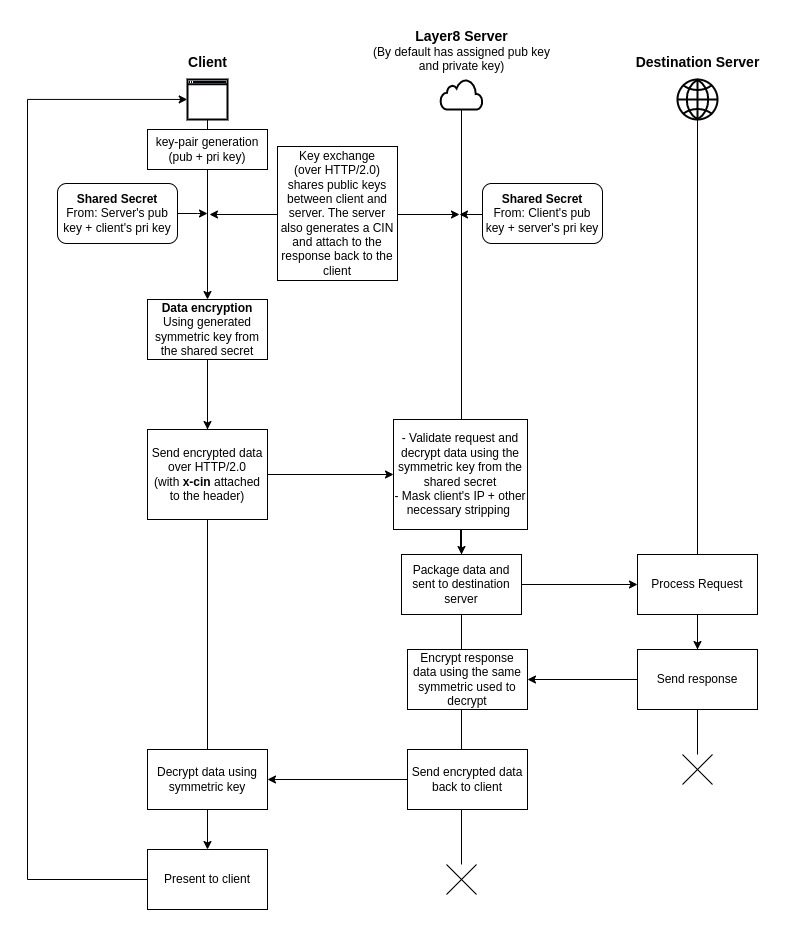 Layer8 Server
(By default has assigned pub key
and private key)
Client
Destination Server
key-pair generation
(pub + pri key)
Key exchange
(over HTTP/2.0)
shares public keys
between client and
server. The server
also generates a CIN
and attach to the
response back to the
client
Shared Secret
From: Server's pub
key + client's pri key
Shared Secret
From: Client's pub
key + server's pri key
Data encryption
Using generated
symmetric key from
the shared secret
Send encrypted data
over HTTP/2.0
(with x-cin attached
to the header)
- Validate request and
decrypt data using the
symmetric key from the
shared secret
- Mask client's IP + other
necessary stripping
Package data and
sent to destination
server
Process Request
Encrypt response
data using the same
symmetric used to
decrypt
Send response
Decrypt data using
symmetric key
Send encrypted data
back to client
Present to client